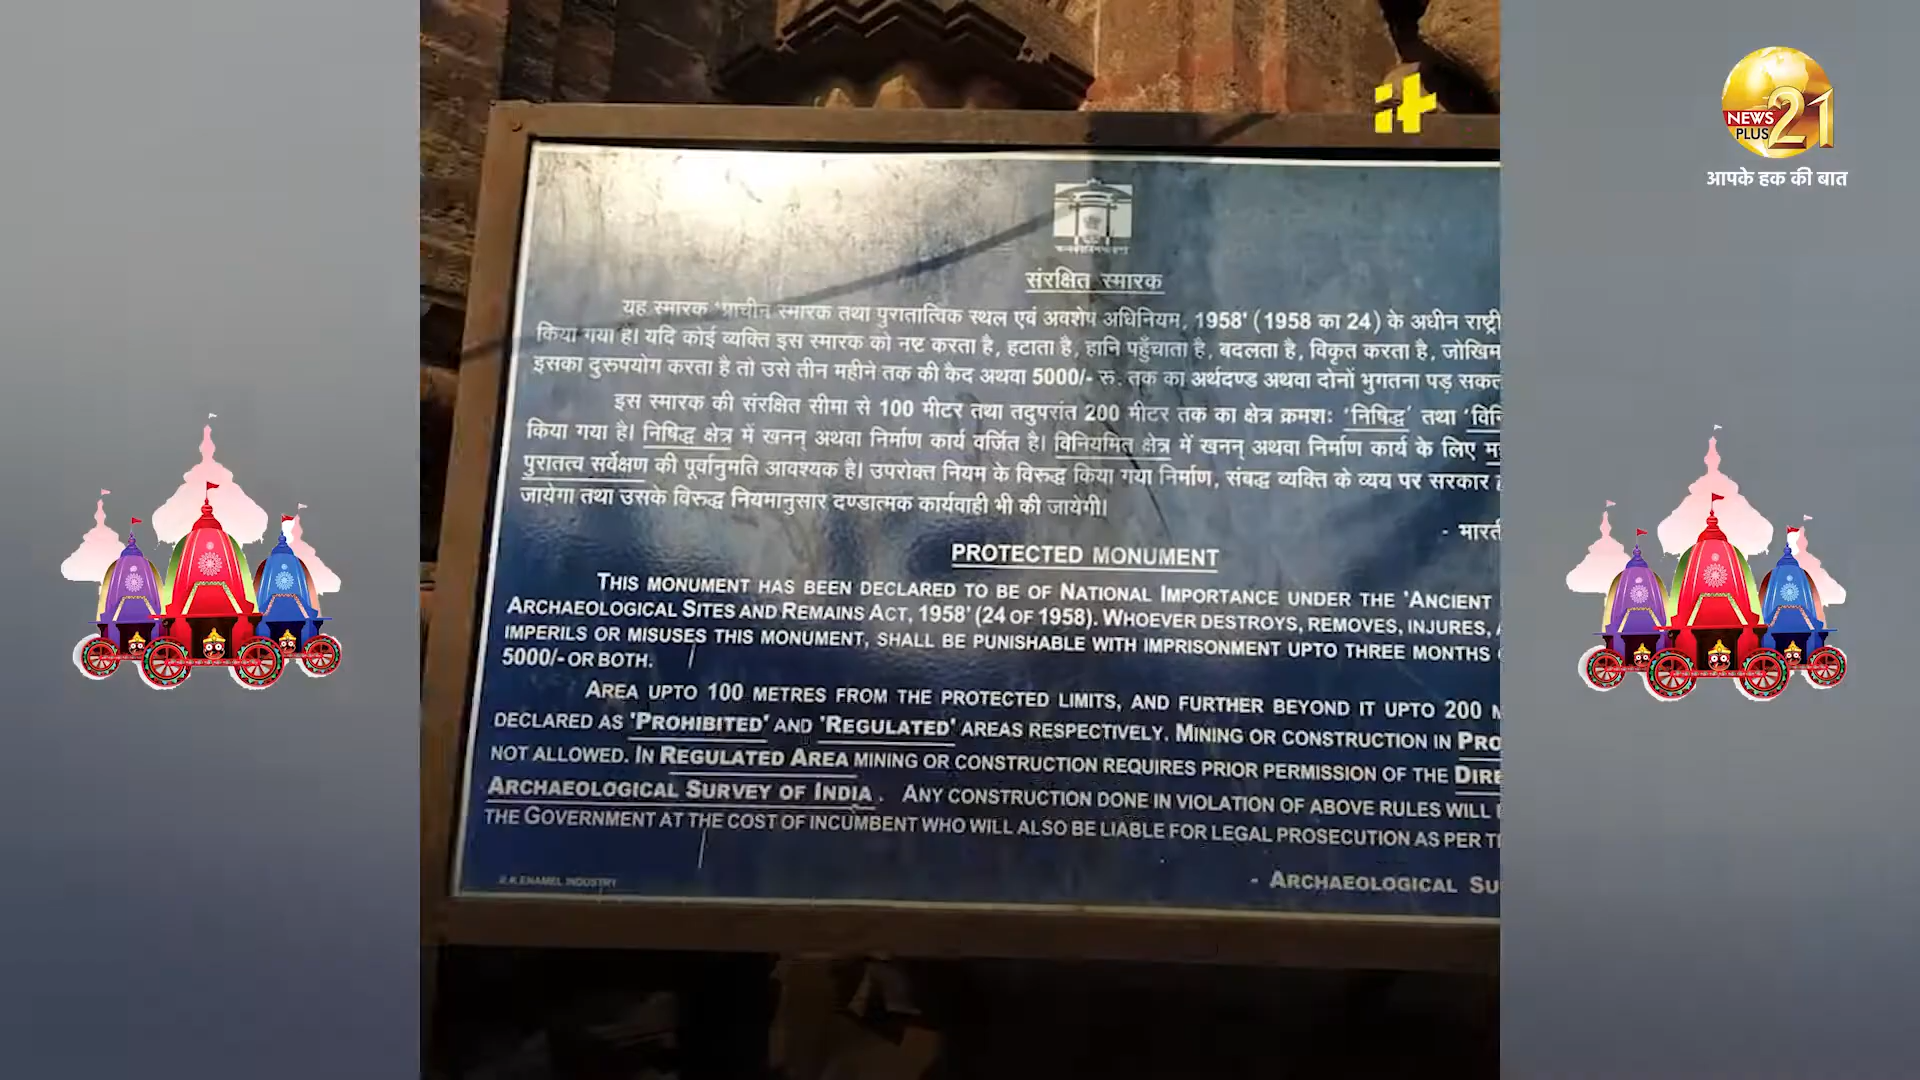 NEWS
PLUS 21
आपके हक की बात
संरक्षित स्मारक
यह स्मारक 'प्राचीन स्मारक तथा पुरातात्विक स्थल एवं अवशेष अधिनियम, 1958' (1958 का 24) के अधीन राष्ट्री
किया गया है। यदि कोई व्यक्ति इस स्मारक को नष्ट करता है, हटाता है, हानि पहुँचाता है, बदलता है, विकृत करता है, जोखिम
इसका दुरुपयोग करता है तो उसे तीन महीने तक की कैद अथवा 5000/- रु. तक का अर्थदण्ड अथवा दोनों भुगतना पड़ सकत
इस स्मारक की संरक्षित सीमा से 100 मीटर तथा तदुपरांत 200 मीटर तक का क्षेत्र क्रमश: 'निषिद्ध' तथा 'विनि
किया गया है। निषिद्ध क्षेत्र में खनन् अथवा निर्माण कार्य वर्जित है। विनियमित क्षेत्र में खनन् अथवा निर्माण कार्य के लिए म
पुरातत्व सर्वेक्षण की पूर्वानुमति आवश्यक है। उपरोक्त नियम के विरुद्ध किया गया निर्माण, संबद्ध व्यक्ति के व्यय पर सरकार
जायेगा तथा उसके विरुद्ध नियमानुसार दण्डात्मक कार्यवाही भी की जायेगी।
- भारती
PROTECTED MONUMENT
THIS MONUMENT HAS BEEN DECLARED TO BE OF NATIONAL IMPORTANCE UNDER THE 'ANCIENT
ARCHAEOLOGICAL SITES AND REMAINS ACT, 1958' (24 OF 1958). WHOEVER DESTROYS, REMOVES, INJURES,
IMPERILS OR MISUSES THIS MONUMENT, SHALL BE PUNISHABLE WITH IMPRISONMENT UPTO THREE MONTHS
5000/- OR BOTH.
AREA UPTO 100 METRES FROM THE PROTECTED LIMITS, AND FURTHER BEYOND IT UPTO 200 M
DECLARED AS 'PROHIBITED' AND 'REGULATED' AREAS RESPECTIVELY. MINING OR CONSTRUCTION IN PRO
NOT ALLOWED. IN REGULATED AREA MINING OR CONSTRUCTION REQUIRES PRIOR PERMISSION OF THE DIRE
ARCHAEOLOGICAL SURVEY OF INDIA. ANY CONSTRUCTION DONE IN VIOLATION OF ABOVE RULES WILL
THE GOVERNMENT AT THE COST OF INCUMBENT WHO WILL ALSO BE LIABLE FOR LEGAL PROSECUTION AS PER T
- ARCHAEOLOGICAL SU
R.K.ENAMEL INDUSTRY